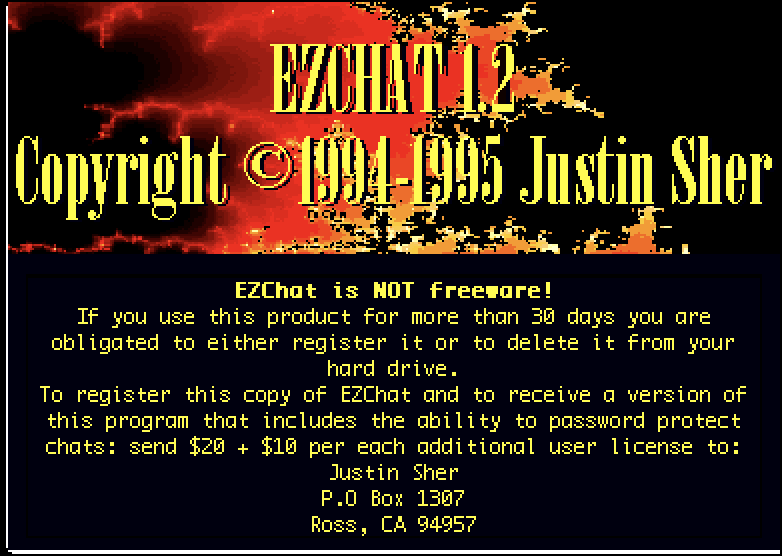 EZCHAT 1.2
Copyright ©1994-1995 Justin Sher
EZChat is NOT freeware!
If you use this product for more than 30 days you are
obligated to either register it or to delete it from your
hard drive.
To register this copy of EZChat and to receive a version of
this program that includes the ability to password protect
chats: send $20 + $10 per each additional user license to:
Justin Sher
P.O Box 1307
Ross, CA 94957